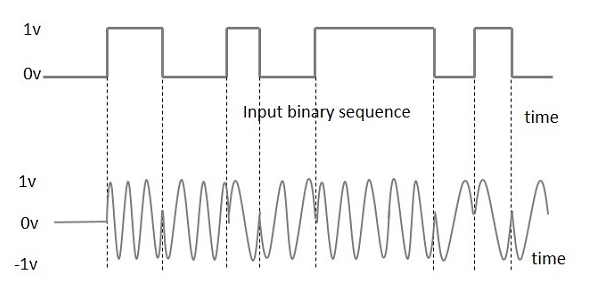 1v
0v
Input binary sequence
time
1v
0v
-1v
time